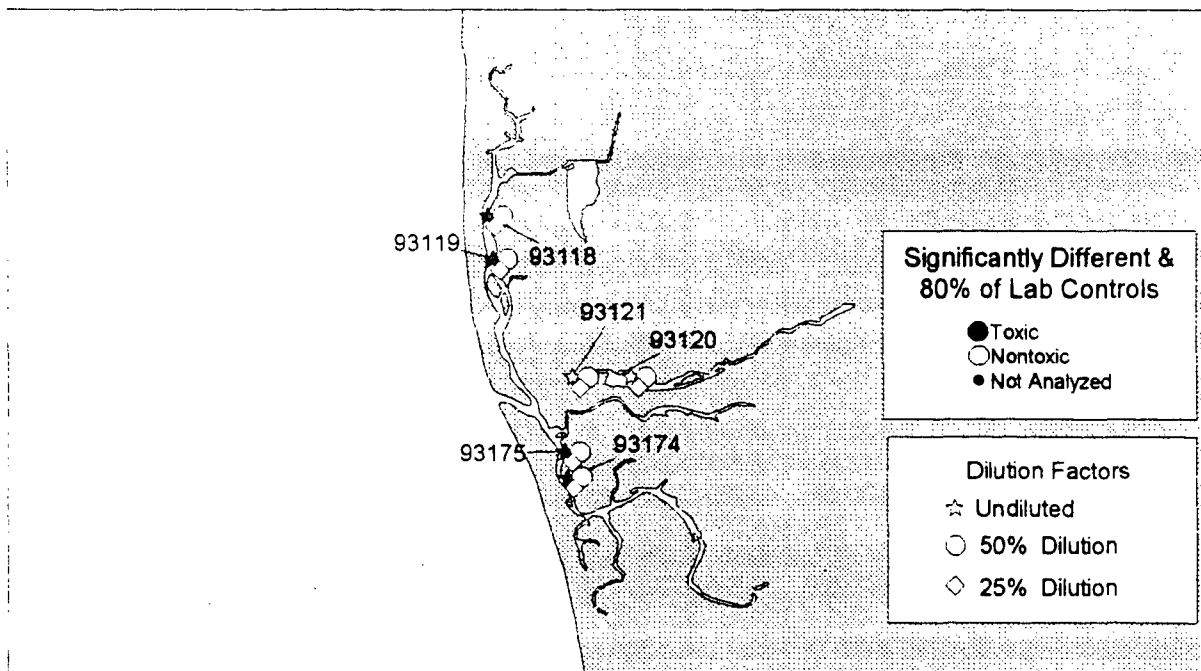 93119
93118
93121
93120
93175
93174
Significantly Different &
80% of Lab Controls
Toxic
Nontoxic
Not Analyzed
Dilution Factors
Undiluted
50% Dilution
25% Dilution